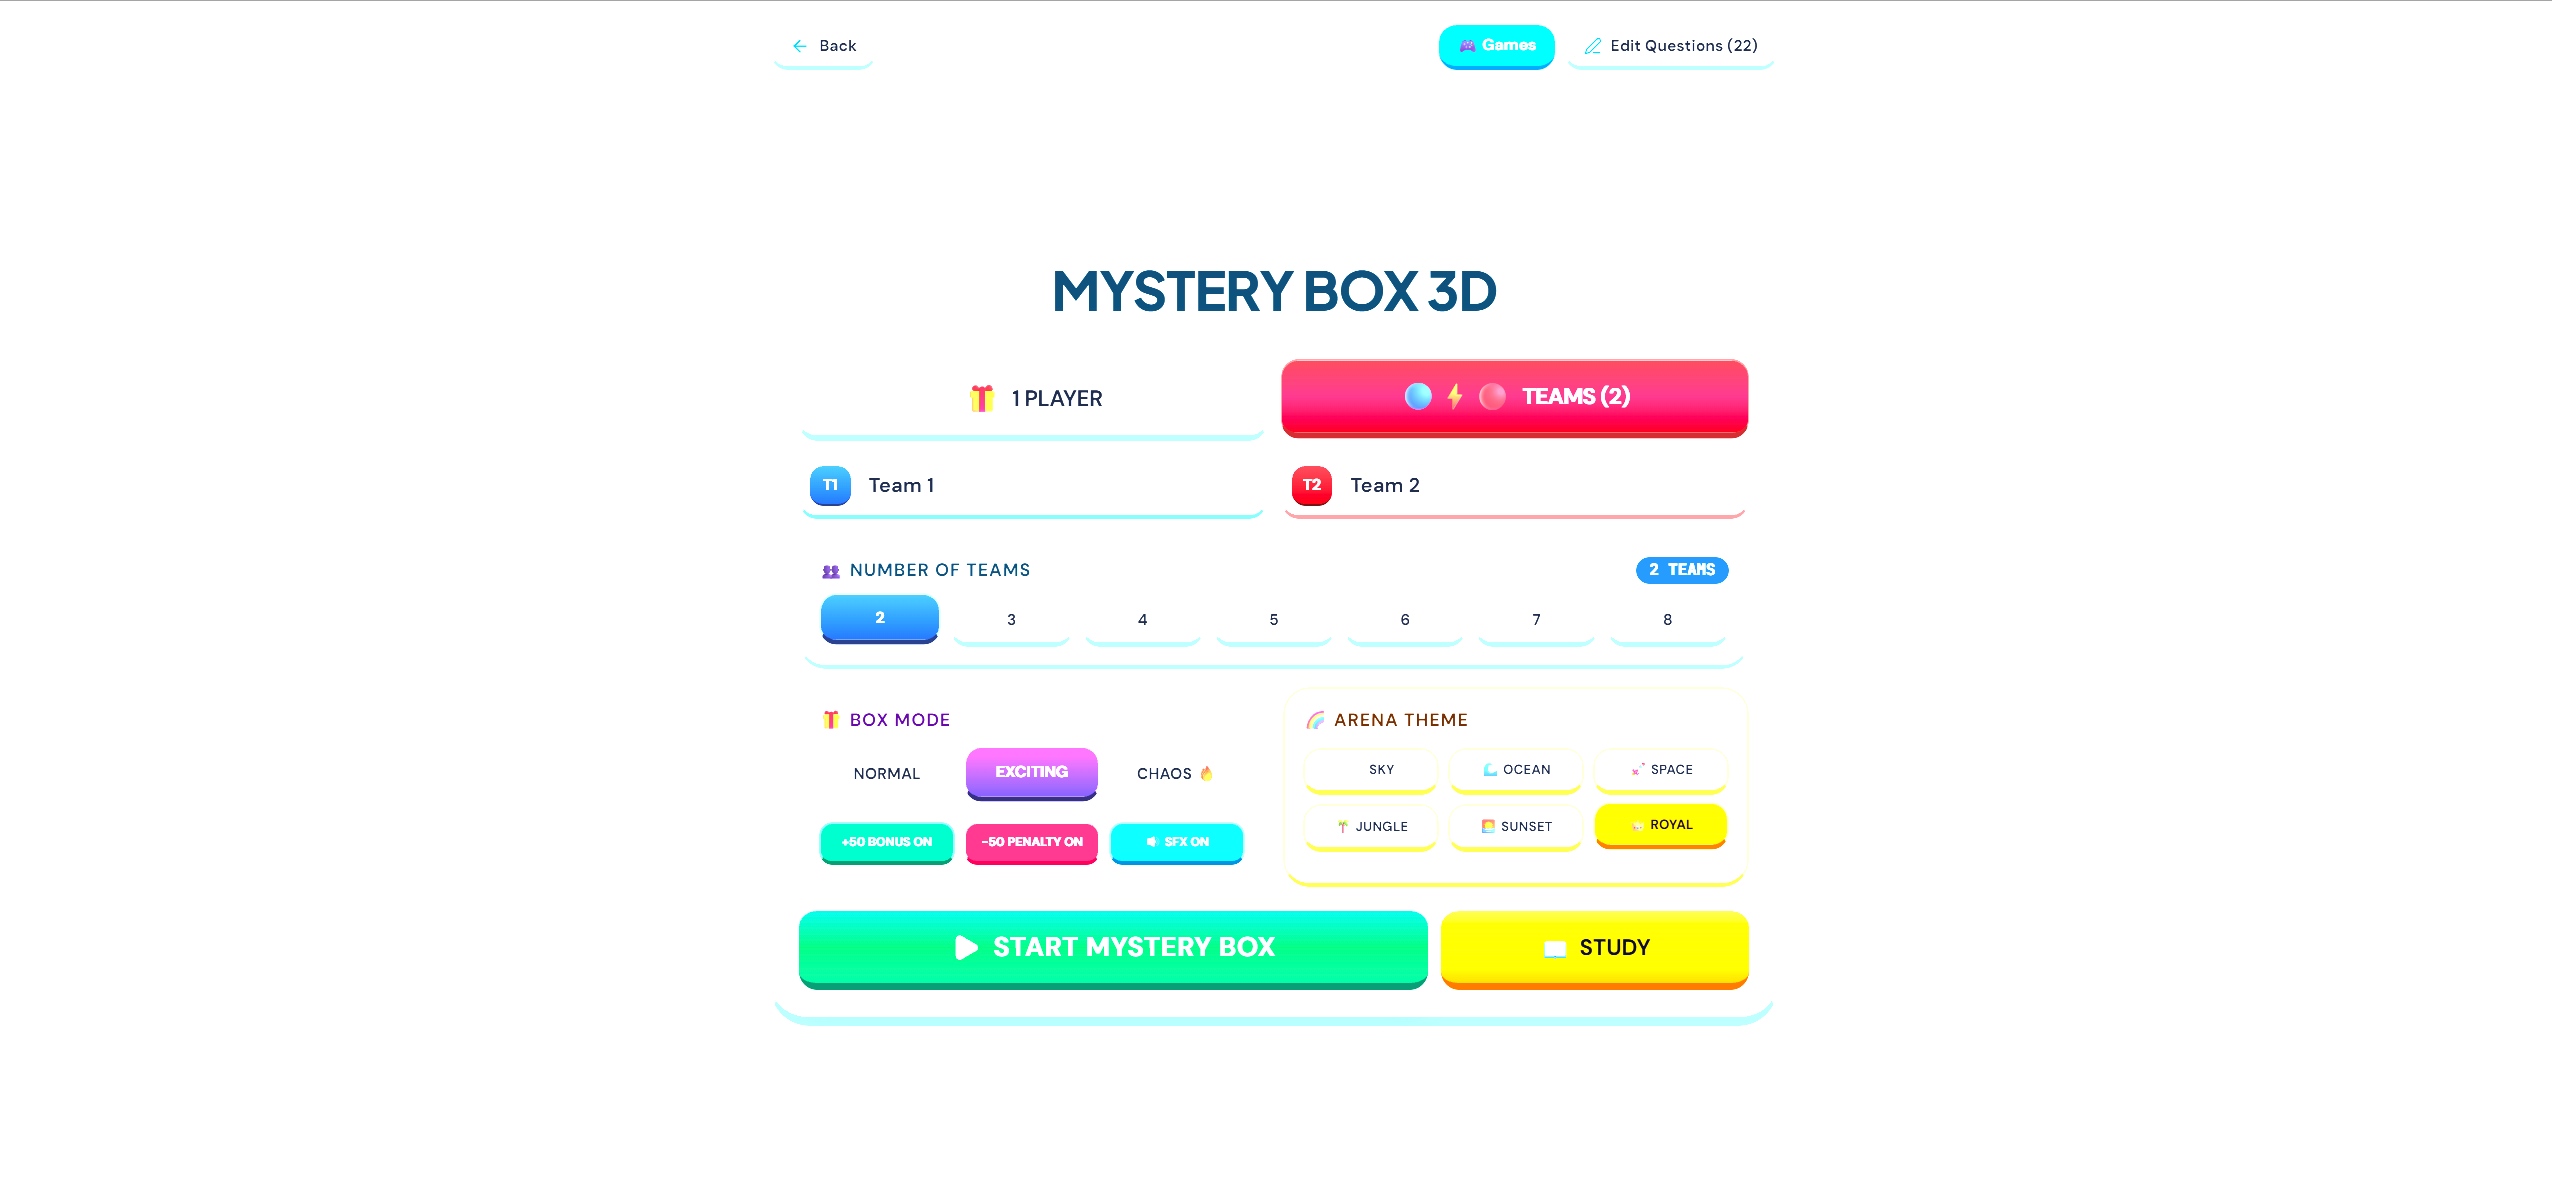 Back
Games
Edit Questions (22)
MYSTERY BOX 3D
1 PLAYER
TEAMS (2)
T1 Team 1
T2 Team 2
NUMBER OF TEAMS
2 TEAMS
2 3 4 5 6 7 8
BOX MODE
NORMAL EXCITING CHAOS
+50 BONUS ON -50 PENALTY ON SFX ON
ARENA THEME
SKY OCEAN SPACE
JUNGLE SUNSET ROYAL
START MYSTERY BOX
STUDY